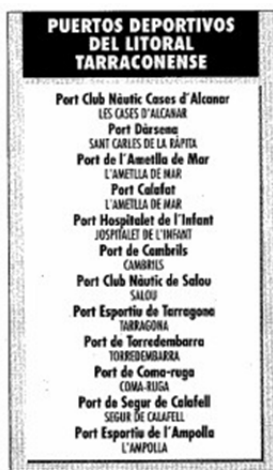 PUERTOS DEPORTIVOS
DEL LITORAL
TARRACONENSE
Port Club Nàutic Cases d'Alcanar
LES CASES D'ALCANAR
Port Dàrsena
SANT CARLES DE LA RÀPITA
Port de l'Ametlla de Mar
L'AMETLLA DE MAR
Port Calafat
L'AMETLLA DE MAR
Port Hospitalet de l'Infant
JOSPITALET DE L'INFANT
Port de Cambrils
CAMBRILS
Port Club Nàutic de Salou
SALOU
Port Esportiu de Tarragona
TARRAGONA
Port de Torredembarra
TORREDEMBARRA
Port de Coma-ruga
COMA-RUGA
Port de Segur de Calafell
SEGUR DE CALAFELL
Port Esportiu de l'Ampolla
L'AMPOLLA